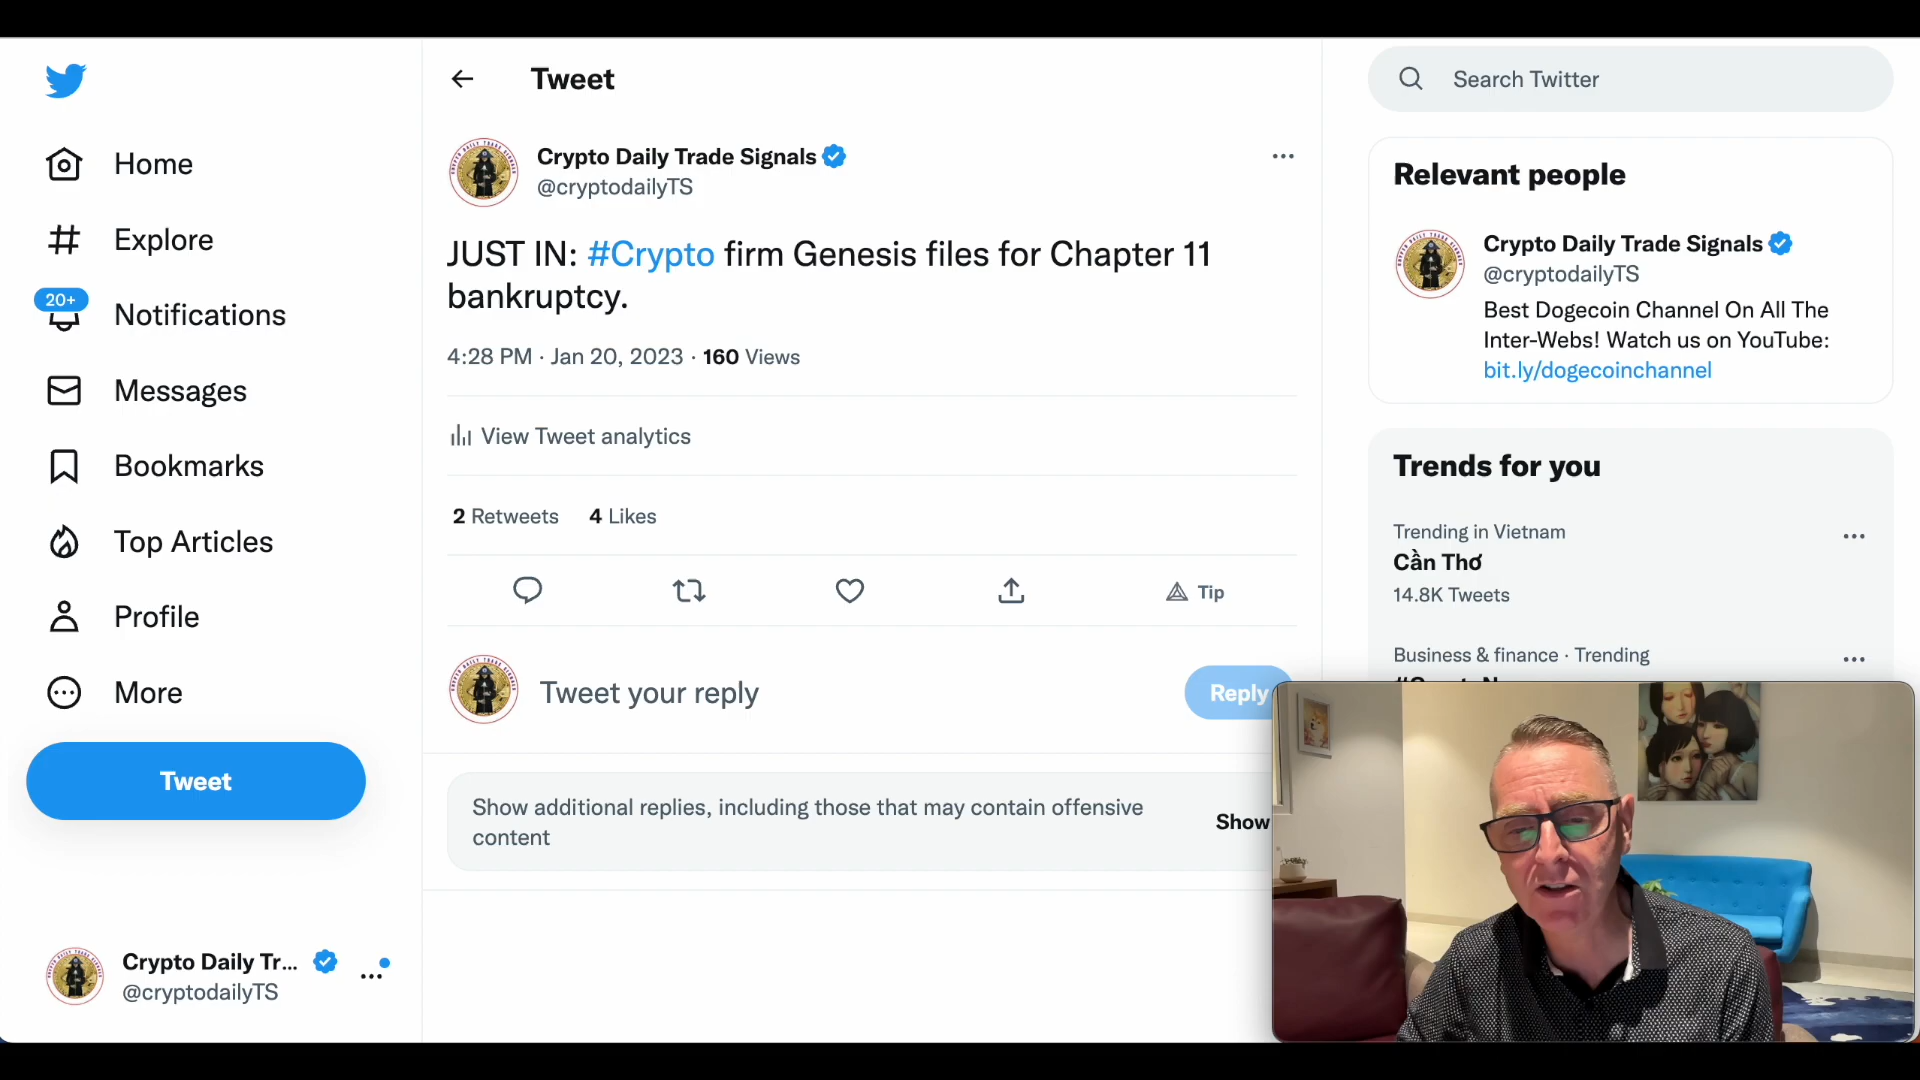 Home
Explore
20+
Notifications
Messages
Bookmarks
Top Articles
Profile
More
Tweet
Crypto Daily Tr...
@cryptodailyTS
Tweet
Crypto Daily Trade Signals
@cryptodailyTS
JUST IN: #Crypto firm Genesis files for Chapter 11
bankruptcy.
4:28 PM · Jan 20, 2023 · 160 Views
View Tweet analytics
2 Retweets 4 Likes
Tip
Tweet your reply
Reply
Show additional replies, including those that may contain offensive
content
Show
Search Twitter
Relevant people
Crypto Daily Trade Signals
@cryptodailyTS
Best Dogecoin Channel On All The
Inter-Webs! Watch us on YouTube:
bit.ly/dogecoinchannel
Trends for you
Trending in Vietnam
Cần Thơ
14.8K Tweets
Business & finance · Trending